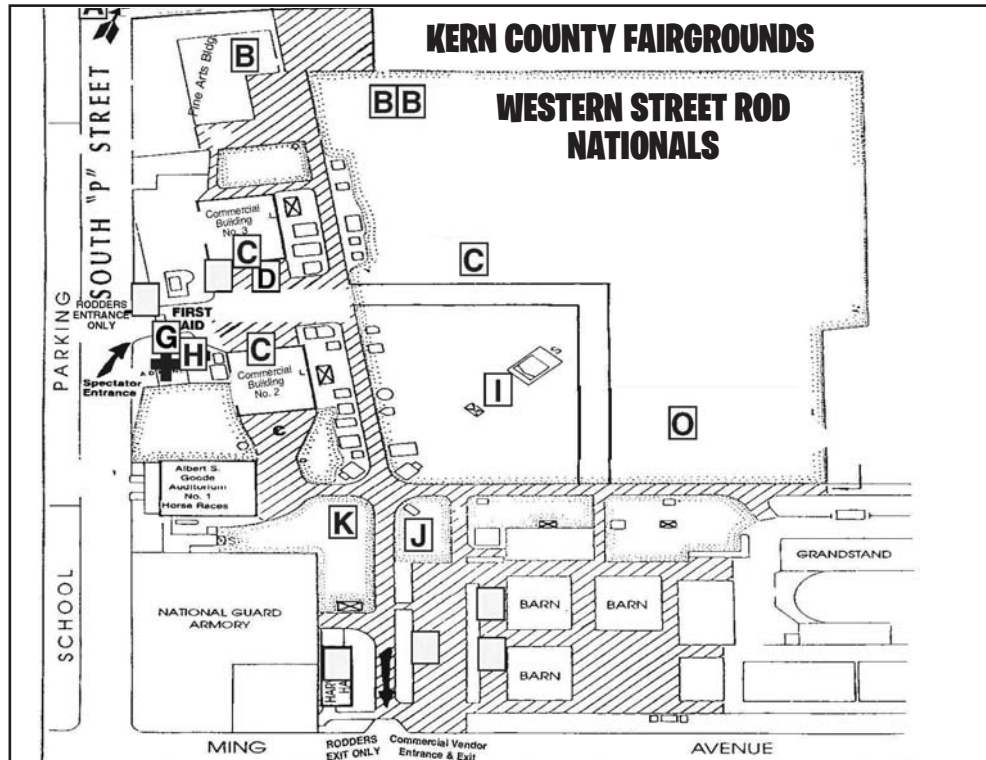 A
KERN COUNTY FAIRGROUNDS
WESTERN STREET ROD
NATIONALS
B
Fine Arts Bldg.
BB
SOUTH "P" STREET
PARKING
SCHOOL
Commercial
Building
No. 3
L
C
D
C
RODDERS
ENTRANCE
ONLY
FIRST
AID
G
H
C
Spectator
Entrance
Commercial
Building
No. 2
L
I
S
O
Albert S.
Goode
Auditorium
No. 1
Horse Races
K
J
GRANDSTAND
NATIONAL GUARD
ARMORY
BARN
BARN
BARN
MING
RODDERS
EXIT ONLY
Commercial Vendor
Entrance & Exit
AVENUE